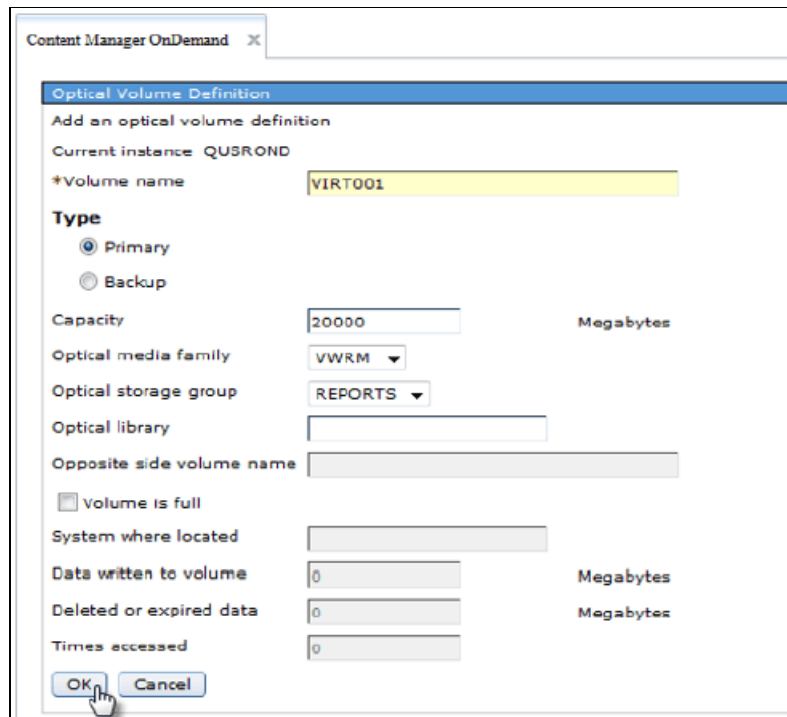 Content Manager OnDemand
Optical Volume Definition
Add an optical volume definition
Current instance QUSROND
*Volume name VIRT001
Type
Primary
Backup
Capacity 20000 Megabytes
Optical media family VWRM
Optical storage group REPORTS
Optical library
Opposite side volume name
Volume is full
System where located
Data written to volume 0 Megabytes
Deleted or expired data 0 Megabytes
Times accessed 0
OK Cancel